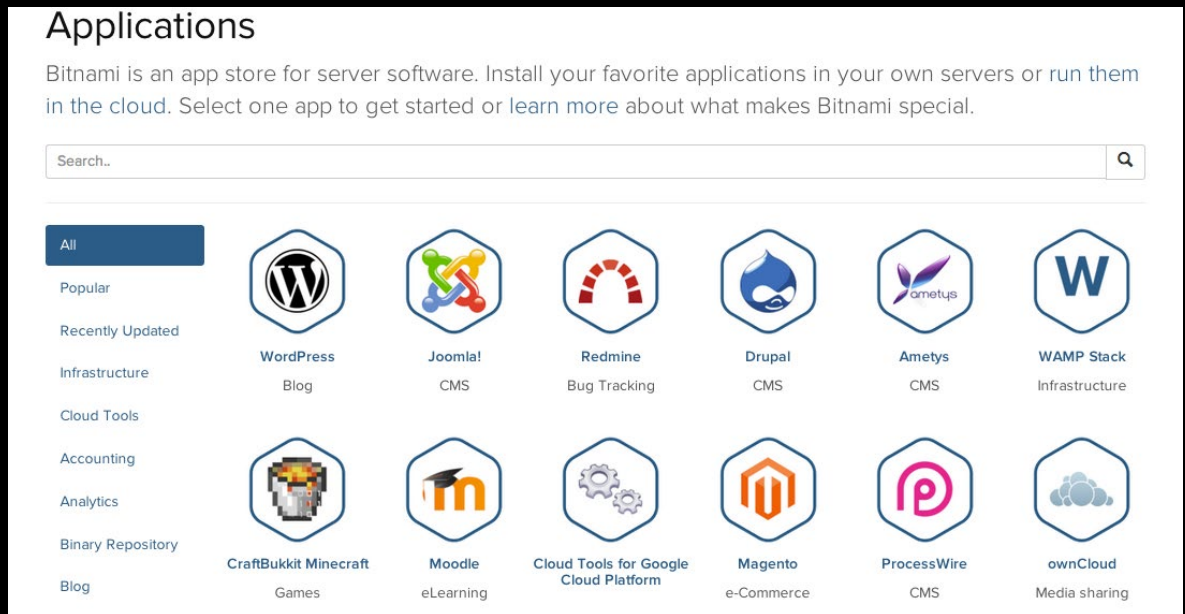 Applications
Bitnami is an app store for server software. Install your favorite applications in your own servers or run them
in the cloud. Select one app to get started or learn more about what makes Bitnami special.
Search..
All
Popular
Recently Updated
Infrastructure
Cloud Tools
Accounting
Analytics
Binary Repository
Blog
W
ametys
W
WordPress
Joomla!
Redmine
Drupal
Ametys
WAMP Stack
Blog
CMS
Bug Tracking
CMS
CMS
Infrastructure
m
CraftBukkit Minecraft
Moodle
Cloud Tools for Google
Cloud Platform
Magento
ProcessWire
ownCloud
Games
eLearning
e-Commerce
CMS
Media sharing